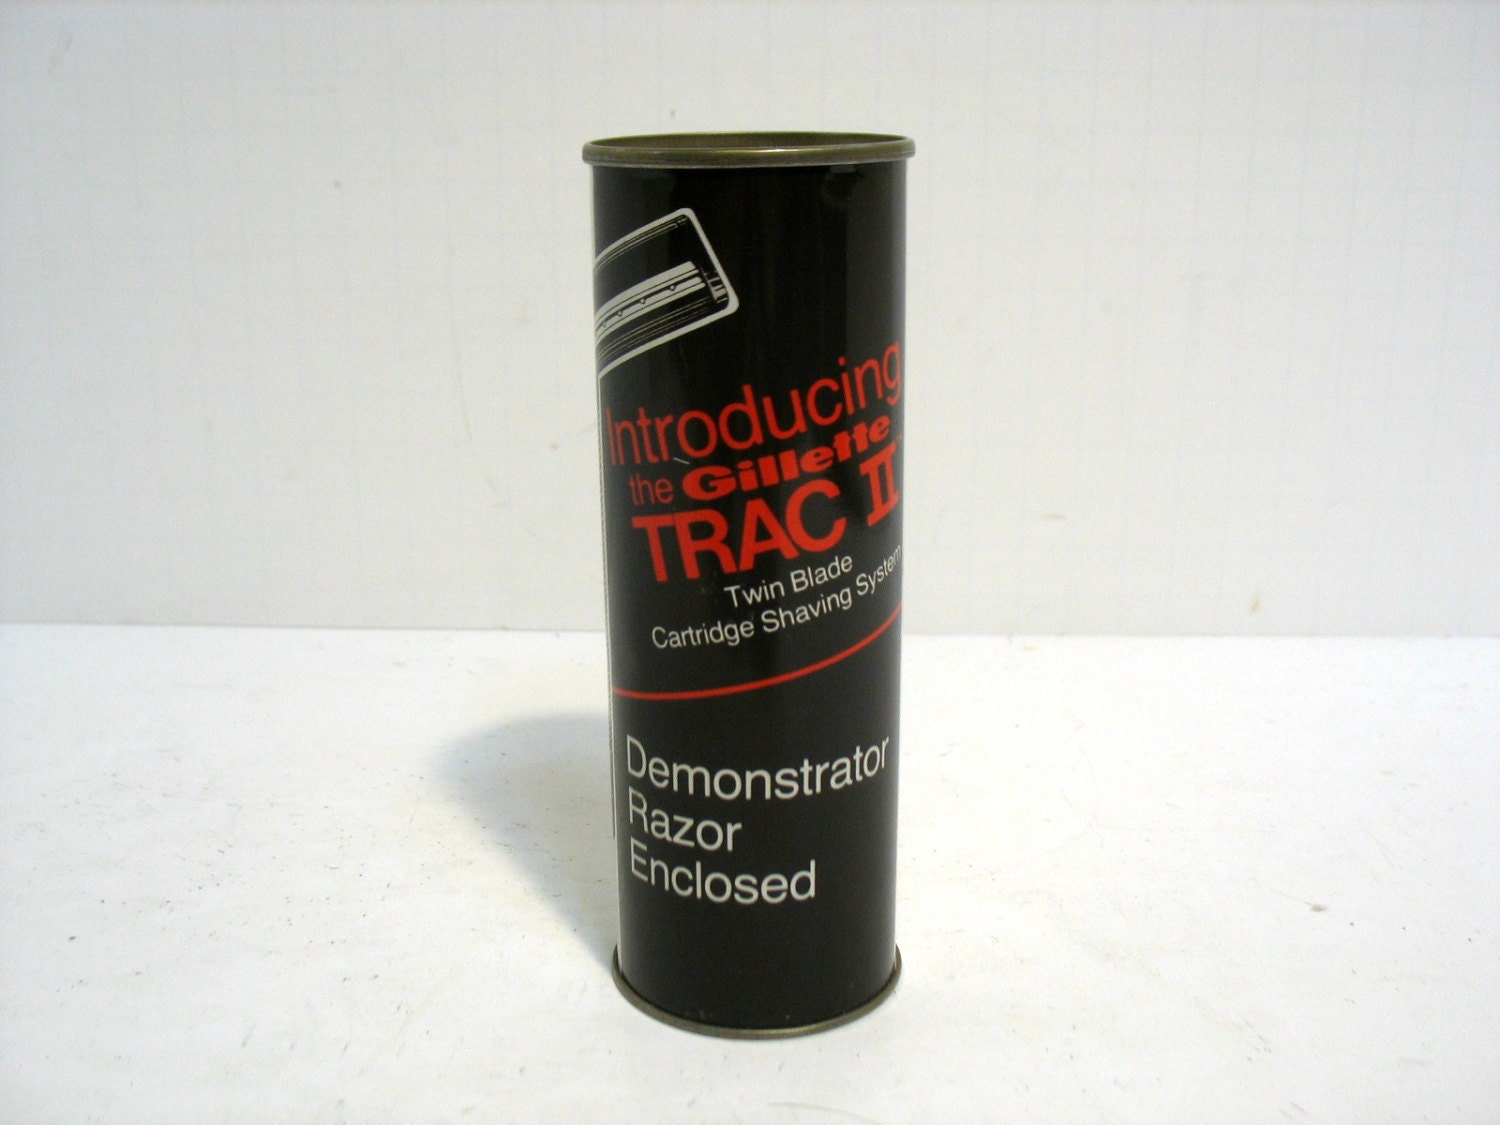 Introducing
the Gillette
TRAC II
Twin Blade
Cartridge Shaving System
Demonstrator
Razor
Enclosed